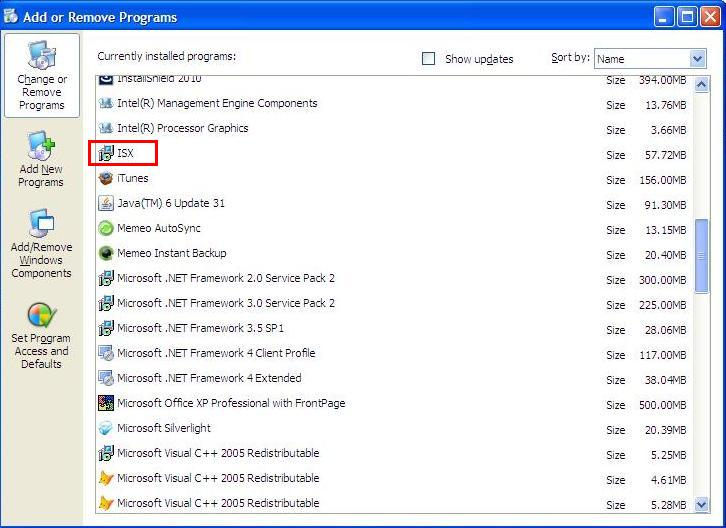 Add or Remove Programs
Change or
Remove
Programs
Add New
Programs
Add/Remove
Windows
Components
Set Program
Access and
Defaults
Currently installed programs: Show updates Sort by: Name
InstallShield 2010 Size 394.00MB
Intel(R) Management Engine Components Size 13.76MB
Intel(R) Processor Graphics Size 3.66MB
ISX Size 57.72MB
iTunes Size 156.00MB
Java(TM) 6 Update 31 Size 91.30MB
Memeo AutoSync Size 13.15MB
Memeo Instant Backup Size 20.40MB
Microsoft .NET Framework 2.0 Service Pack 2 Size 300.00MB
Microsoft .NET Framework 3.0 Service Pack 2 Size 225.00MB
Microsoft .NET Framework 3.5 SP1 Size 28.06MB
Microsoft .NET Framework 4 Client Profile Size 117.00MB
Microsoft .NET Framework 4 Extended Size 38.04MB
Microsoft Office XP Professional with FrontPage Size 500.00MB
Microsoft Silverlight Size 20.39MB
Microsoft Visual C++ 2005 Redistributable Size 5.25MB
Microsoft Visual C++ 2005 Redistributable Size 4.61MB
Microsoft Visual C++ 2005 Redistributable Size 5.28MB